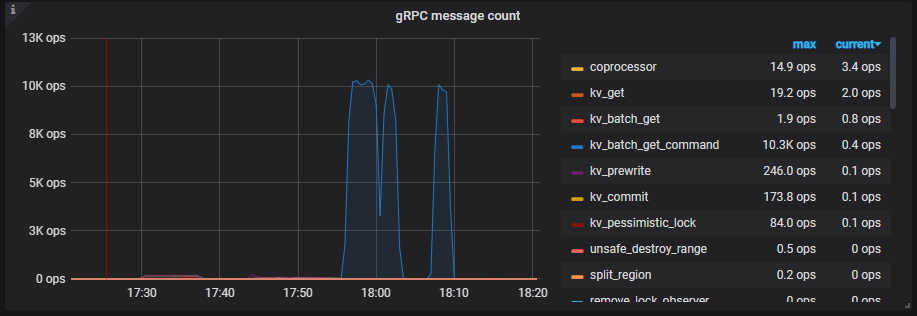 i
gRPC message count
13K ops
10K ops
8K ops
5K ops
3K ops
0 ops
17:30 17:40 17:50 18:00 18:10 18:20
max current
coprocessor 14.9 ops 3.4 ops
kv_get 19.2 ops 2.0 ops
kv_batch_get 1.9 ops 0.8 ops
kv_batch_get_command 10.3K ops 0.4 ops
kv_prewrite 246.0 ops 0.1 ops
kv_commit 173.8 ops 0.1 ops
kv_pessimistic_lock 84.0 ops 0.1 ops
unsafe_destroy_range 0.5 ops 0 ops
split_region 0.2 ops 0 ops
remove_lock_observer 0 ops 0 ops